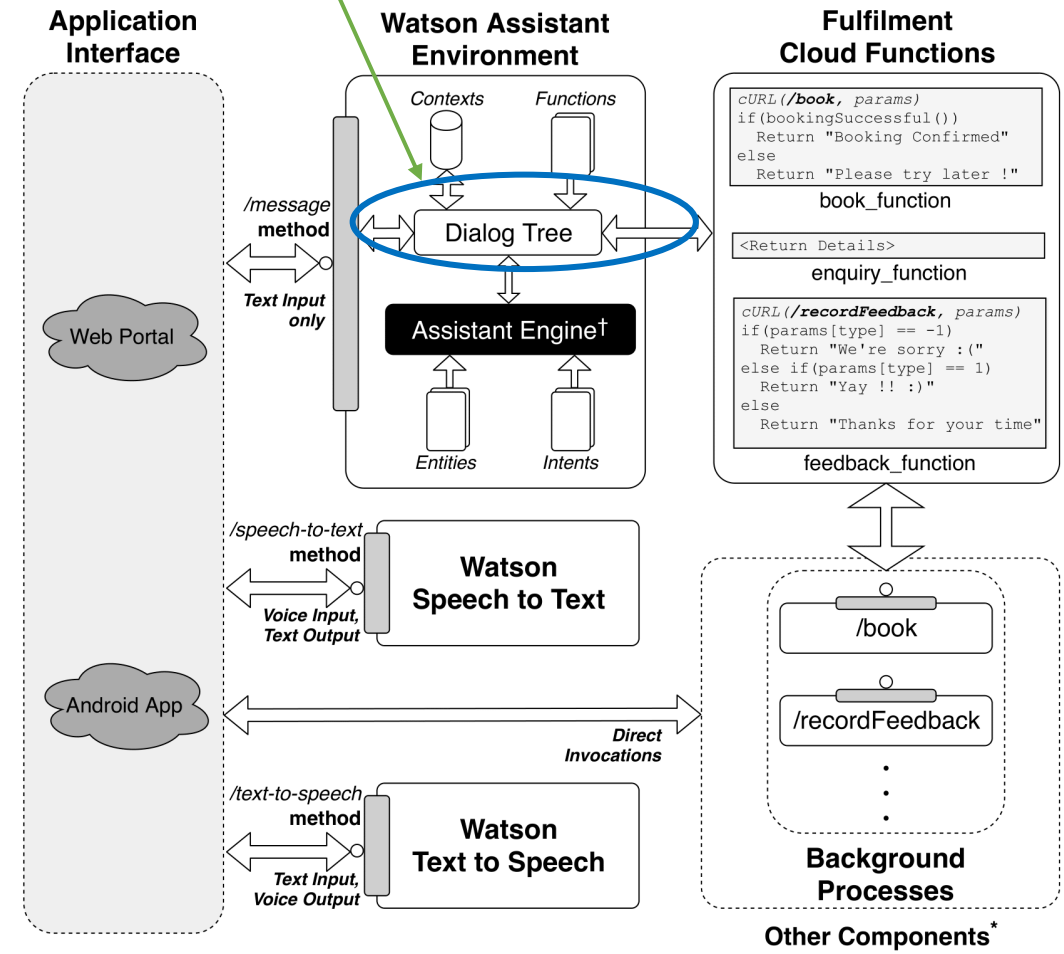 Application
Interface
Watson Assistant
Environment
Fulfilment
Cloud Functions
Contexts
Functions
cURL(/book, params)
if(bookingSuccessful())
Return "Booking Confirmed"
else
Return "Please try later !"
book_function
/message
method
Dialog Tree
<Return Details>
enquiry_function
Text Input
only
Web Portal
Assistant Engine†
cURL(/recordFeedback, params)
if(params[type] == -1)
Return "We're sorry :("
else if(params[type] == 1)
Return "Yay !! :)"
else
Return "Thanks for your time"
feedback_function
Entities
Intents
/speech-to-text
method
Voice Input,
Text Output
Watson
Speech to Text
/book
Android App
/recordFeedback
Direct
Invocations
/text-to-speech
method
Text Input,
Voice Output
Watson
Text to Speech
Background
Processes
Other Components*